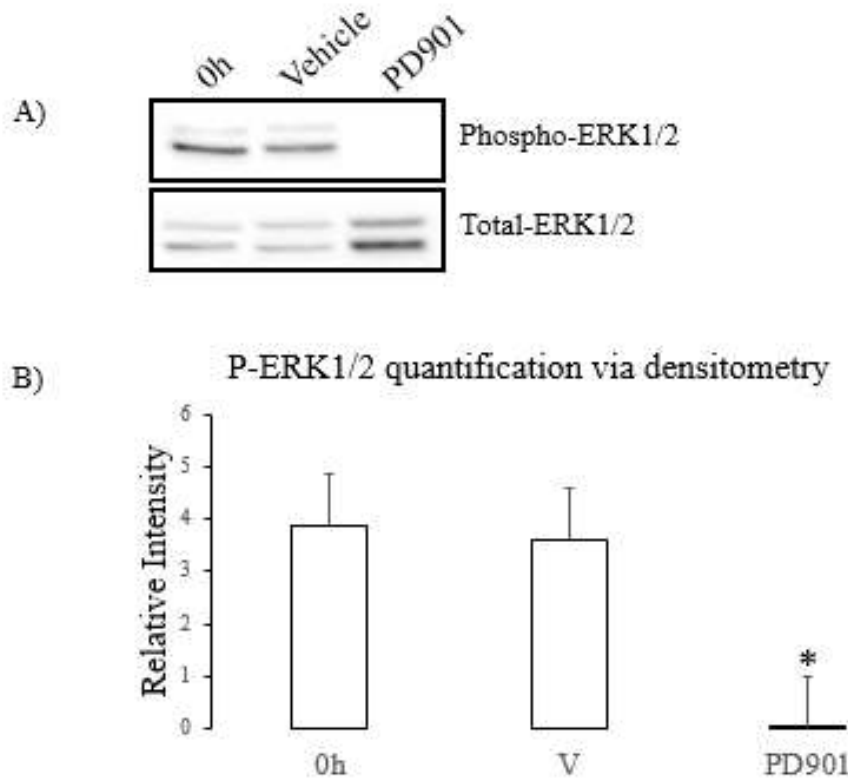 0h Vehicle PD901
A)
Phospho-ERK1/2
Total-ERK1/2
B)
P-ERK1/2 quantification via densitometry
Relative Intensity
6
5
4
3
2
1
0
*
0h V PD901